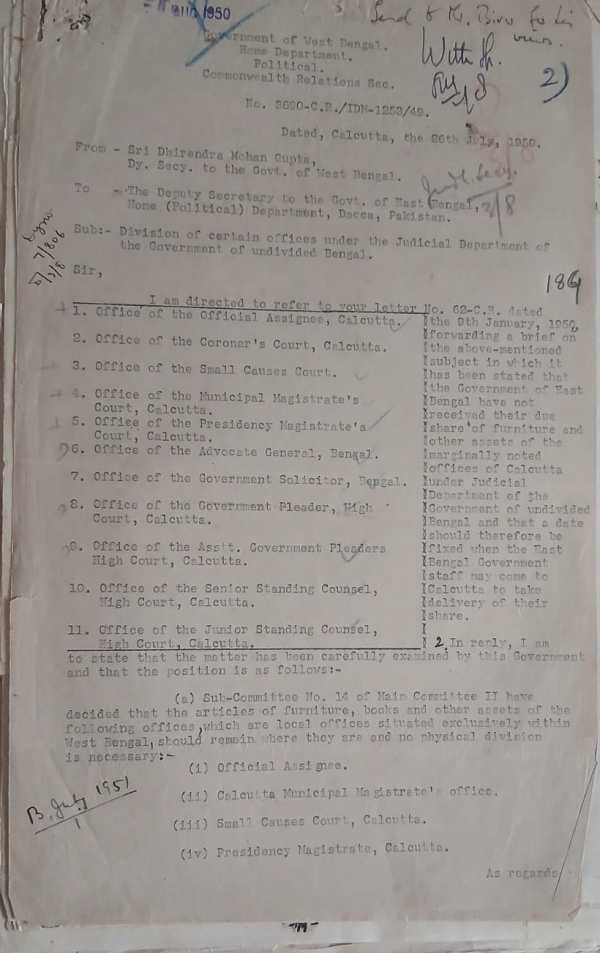 1950
Send to Mr.              for his
views.
Government of West Bengal.
Home Department.
Political.
Commonwealth Relations Sec.
2)
No. 3690-C.R./IDM-1253/49.
Dated, Calcutta, the 26th July, 1950.
From - Sri Dhirendra Mohan Gupta,
Dy. Secy. to the Govt. of West Bengal.
To - The Deputy Secretary to the Govt. of East Bengal,
Home (Political) Department, Dacca, Pakistan.
Sub:- Division of certain offices under the Judicial Department of
the Government of undivided Bengal.
Sir,
I am directed to refer to your letter No. 62-C.R. dated
1. Office of the Official Assignee, Calcutta. the 9th January, 1950,
forwarding a brief on
2. Office of the Coroner's Court, Calcutta. the above-mentioned
subject in which it
3. Office of the Small Causes Court. has been stated that
the Government of East
4. Office of the Municipal Magistrate's Bengal have not
Court, Calcutta. received their due
5. Office of the Presidency Magistrate's share of furniture and
Court, Calcutta. other assets of the
6. Office of the Advocate General, Bengal. marginally noted
offices of Calcutta
7. Office of the Government Solicitor, Bengal. under Judicial
Department of the
8. Office of the Government Pleader, High Government of undivided
Court, Calcutta. Bengal and that a date
should therefore be
9. Office of the Asstt. Government Pleaders fixed when the East
High Court, Calcutta. Bengal Government
staff may come to
10. Office of the Senior Standing Counsel, Calcutta to take
High Court, Calcutta. delivery of their
share.
11. Office of the Junior Standing Counsel,
High Court, Calcutta. 2. In reply, I am
to state that the matter has been carefully examined by this Government
and that the position is as follows:-
(a) Sub-Committee No. 14 of Main Committee II have
decided that the articles of furniture, books and other assets of the
following offices, which are local offices situated exclusively within
West Bengal, should remain where they are and no physical division
is necessary:-
(i) Official Assignee.
(ii) Calcutta Municipal Magistrate's office.
B. July 1951
1
(iii) Small Causes Court, Calcutta.
(iv) Presidency Magistrate, Calcutta.
As regards